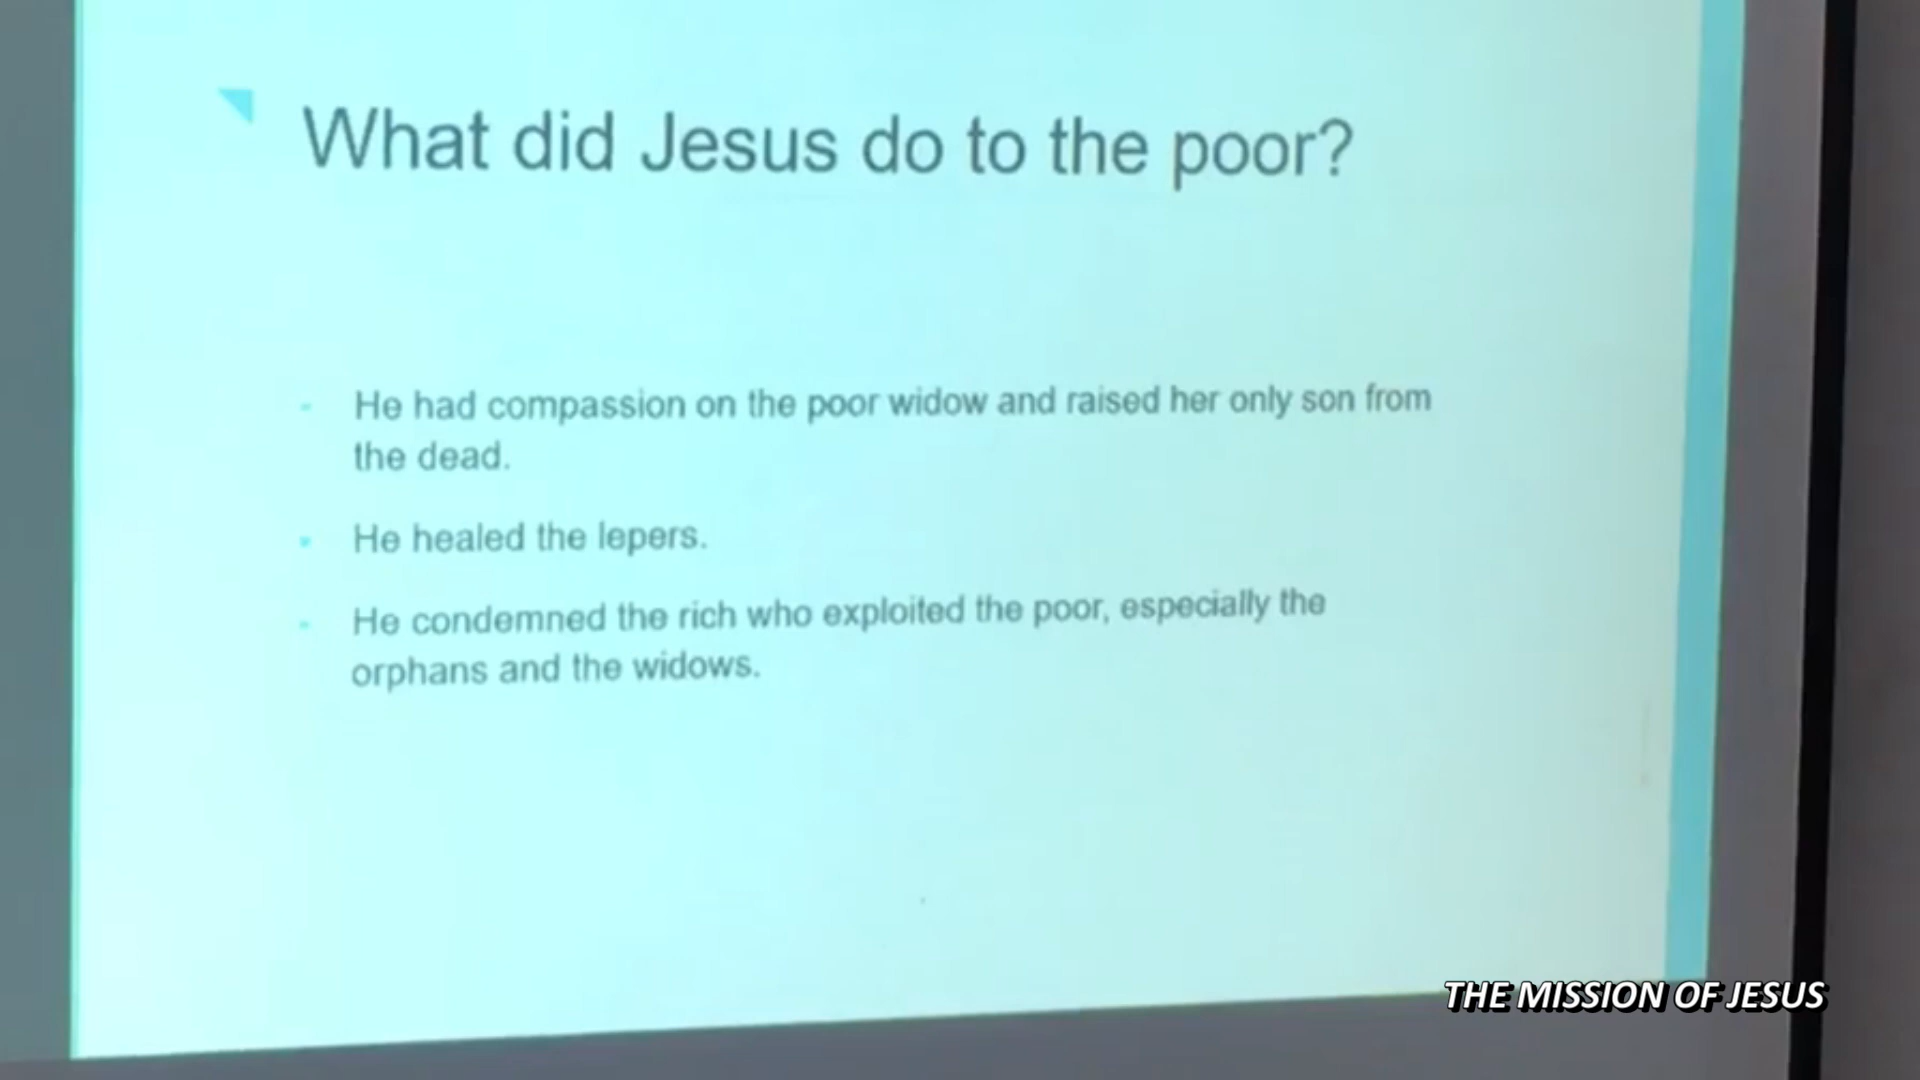 What did Jesus do to the poor?
He had compassion on the poor widow and raised her only son from
the dead.
He healed the lepers.
He condemned the rich who exploited the poor, especially the
orphans and the widows.
THE MISSION OF JESUS